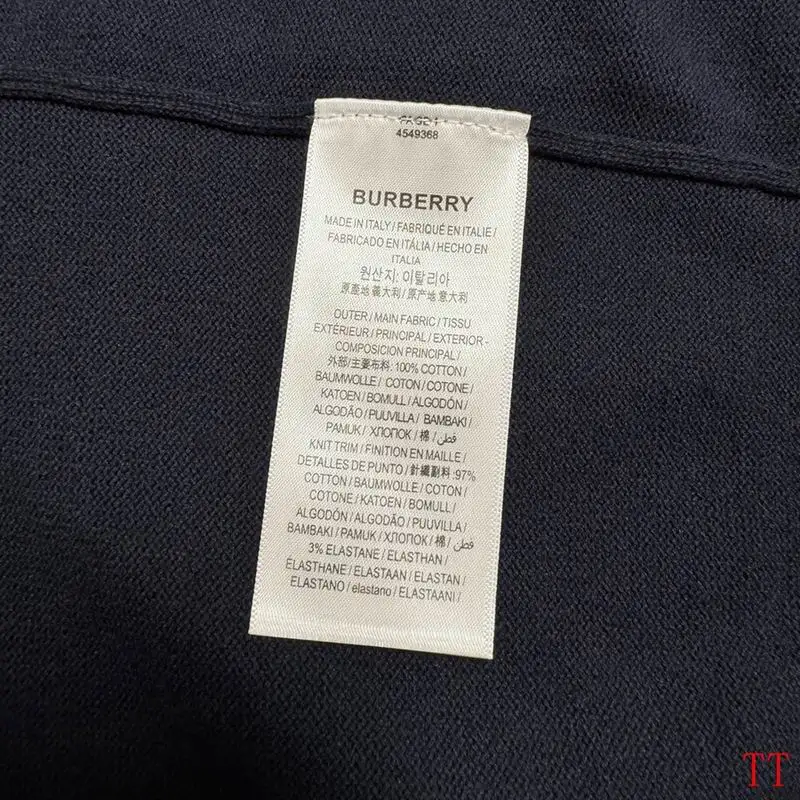 PAGE 1
4549368
BURBERRY
MADE IN ITALY / FABRIQUÉ EN ITALIE /
FABRICADO EN ITÁLIA / HECHO EN
ITALIA
원산지: 이탈리아
原產地 義大利 / 原产地 意大利
OUTER / MAIN FABRIC / TISSU
EXTÉRIEUR / PRINCIPAL / EXTERIOR -
COMPOSICION PRINCIPAL /
外部/主要布料: 100% COTTON /
BAUMWOLLE / COTON / COTONE /
KATOEN / BOMULL / ALGODÓN /
ALGODÃO / PUUVILLA / BAMBAKI /
PAMUK / ХЛОПОК / 棉 / قطن
KNIT TRIM / FINITION EN MAILLE /
DETALLES DE PUNTO / 針織副料: 97%
COTTON / BAUMWOLLE / COTON /
COTONE / KATOEN / BOMULL /
ALGODÓN / ALGODÃO / PUUVILLA /
BAMBAKI / PAMUK / ХЛОПОК / 棉 / قطن
3% ELASTANE / ELASTHAN /
ÉLASTHANE / ELASTAAN / ELASTAN /
ELASTANO / elastano / ELASTAANI /
TT